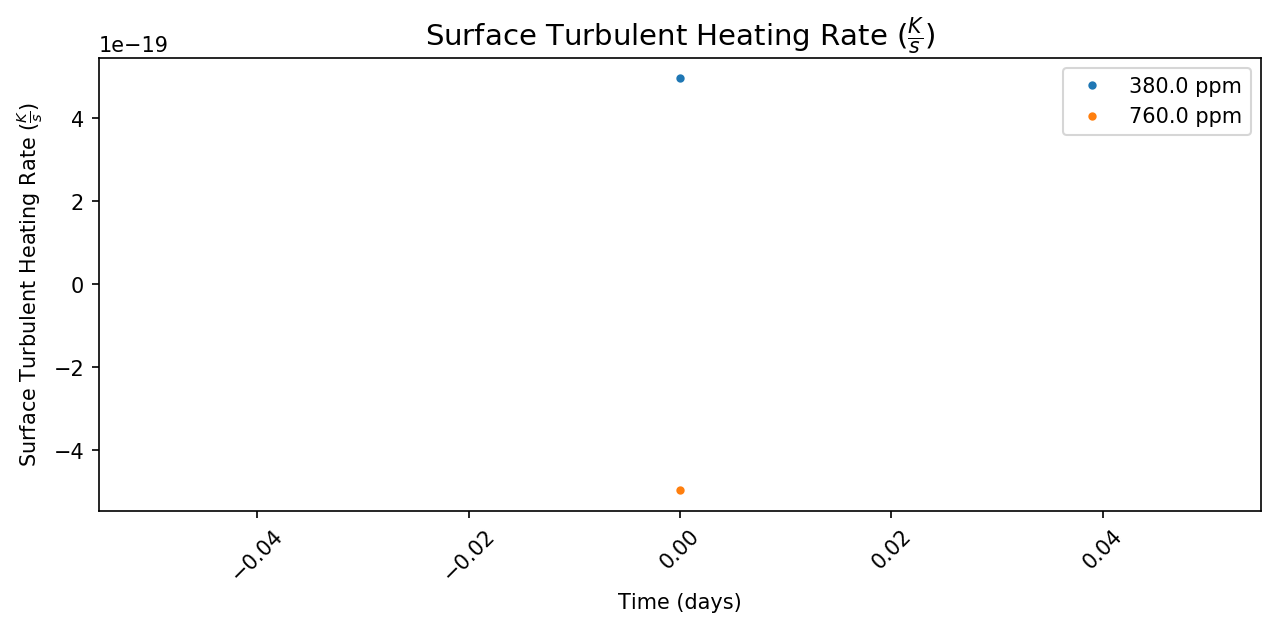 Surface Turbulent Heating Rate (K/s)
1e−19
380.0 ppm
760.0 ppm
Surface Turbulent Heating Rate (K/s)
4
2
0
−2
−4
−0.04
−0.02
0.00
0.02
0.04
Time (days)